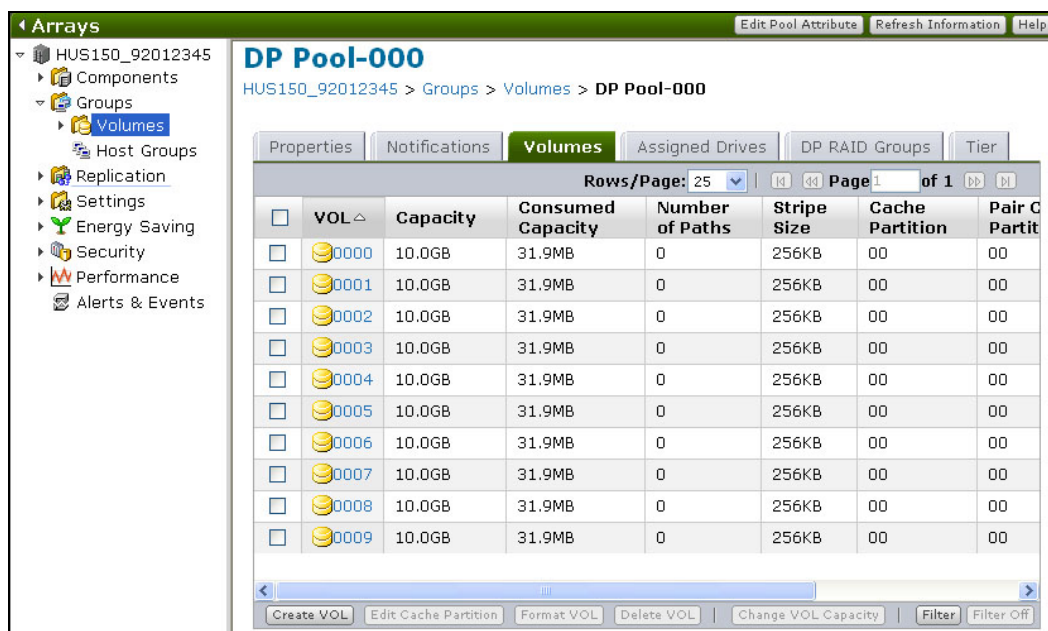 Arrays
Edit Pool Attribute
Refresh Information
Help
HUS150_92012345
Components
Groups
Volumes
Host Groups
Replication
Settings
Energy Saving
Security
Performance
Alerts & Events
DP Pool-000
HUS150_92012345 > Groups > Volumes > DP Pool-000
Properties Notifications Volumes Assigned Drives DP RAID Groups Tier
Rows/Page: 25 Page 1 of 1
VOL Capacity Consumed Capacity Number of Paths Stripe Size Cache Partition Pair C Partit
0000 10.0GB 31.9MB 0 256KB 00 00
0001 10.0GB 31.9MB 0 256KB 00 00
0002 10.0GB 31.9MB 0 256KB 00 00
0003 10.0GB 31.9MB 0 256KB 00 00
0004 10.0GB 31.9MB 0 256KB 00 00
0005 10.0GB 31.9MB 0 256KB 00 00
0006 10.0GB 31.9MB 0 256KB 00 00
0007 10.0GB 31.9MB 0 256KB 00 00
0008 10.0GB 31.9MB 0 256KB 00 00
0009 10.0GB 31.9MB 0 256KB 00 00
Create VOL Edit Cache Partition Format VOL Delete VOL | Change VOL Capacity | Filter Filter Off